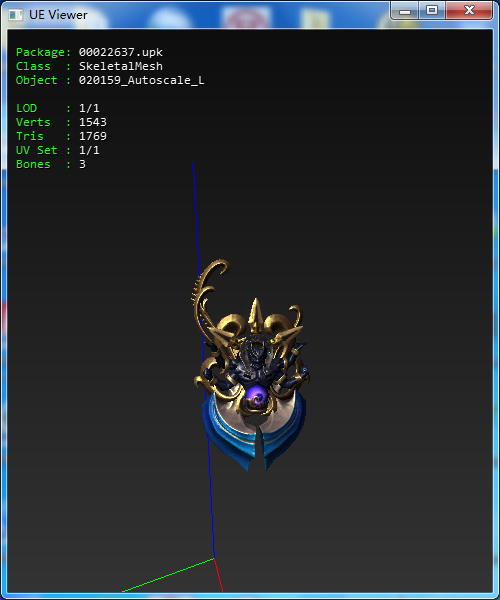 UE Viewer
Package: 00022637.upk
Class : SkeletalMesh
Object : 020159_Autoscale_L
LOD : 1/1
Verts : 1543
Tris : 1769
UV Set : 1/1
Bones : 3